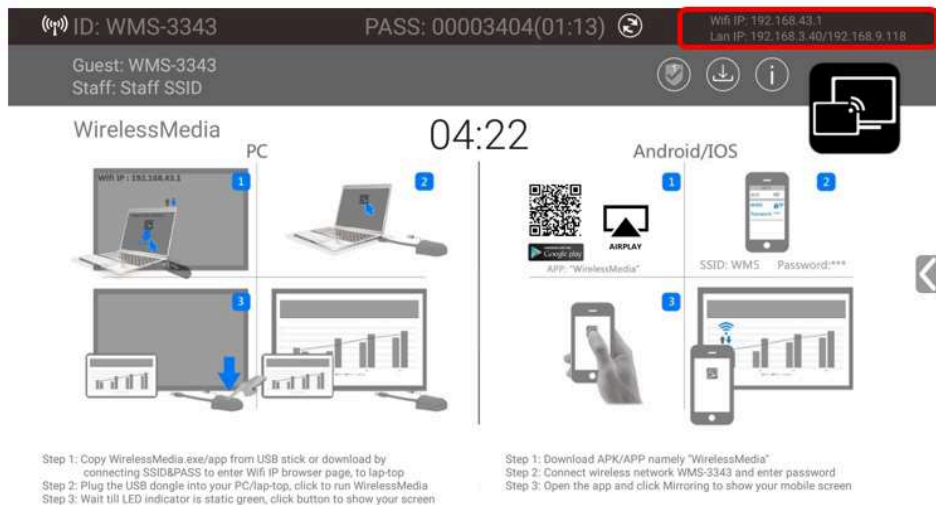 ID: WMS-3343
PASS: 00003404(01:13)
Wifi IP: 192.168.43.1
Lan IP: 192.168.3.40/192.168.9.118
Guest: WMS-3343
Staff: Staff SSID
WirelessMedia
04:22
PC
Android/IOS
Wifi IP : 192.168.43.1
1
2
3
1
2
3
Google play
AIRPLAY
APP: "WirelessMedia"
SSID: WMS Password:***
Step 1: Copy WirelessMedia.exe/app from USB stick or download by
connecting SSID&PASS to enter Wifi IP browser page, to lap-top
Step 2: Plug the USB dongle into your PC/lap-top, click to run WirelessMedia
Step 3: Wait till LED indicator is static green, click button to show your screen
Step 1: Download APK/APP namely "WirelessMedia"
Step 2: Connect wireless network WMS-3343 and enter password
Step 3: Open the app and click Mirroring to show your mobile screen